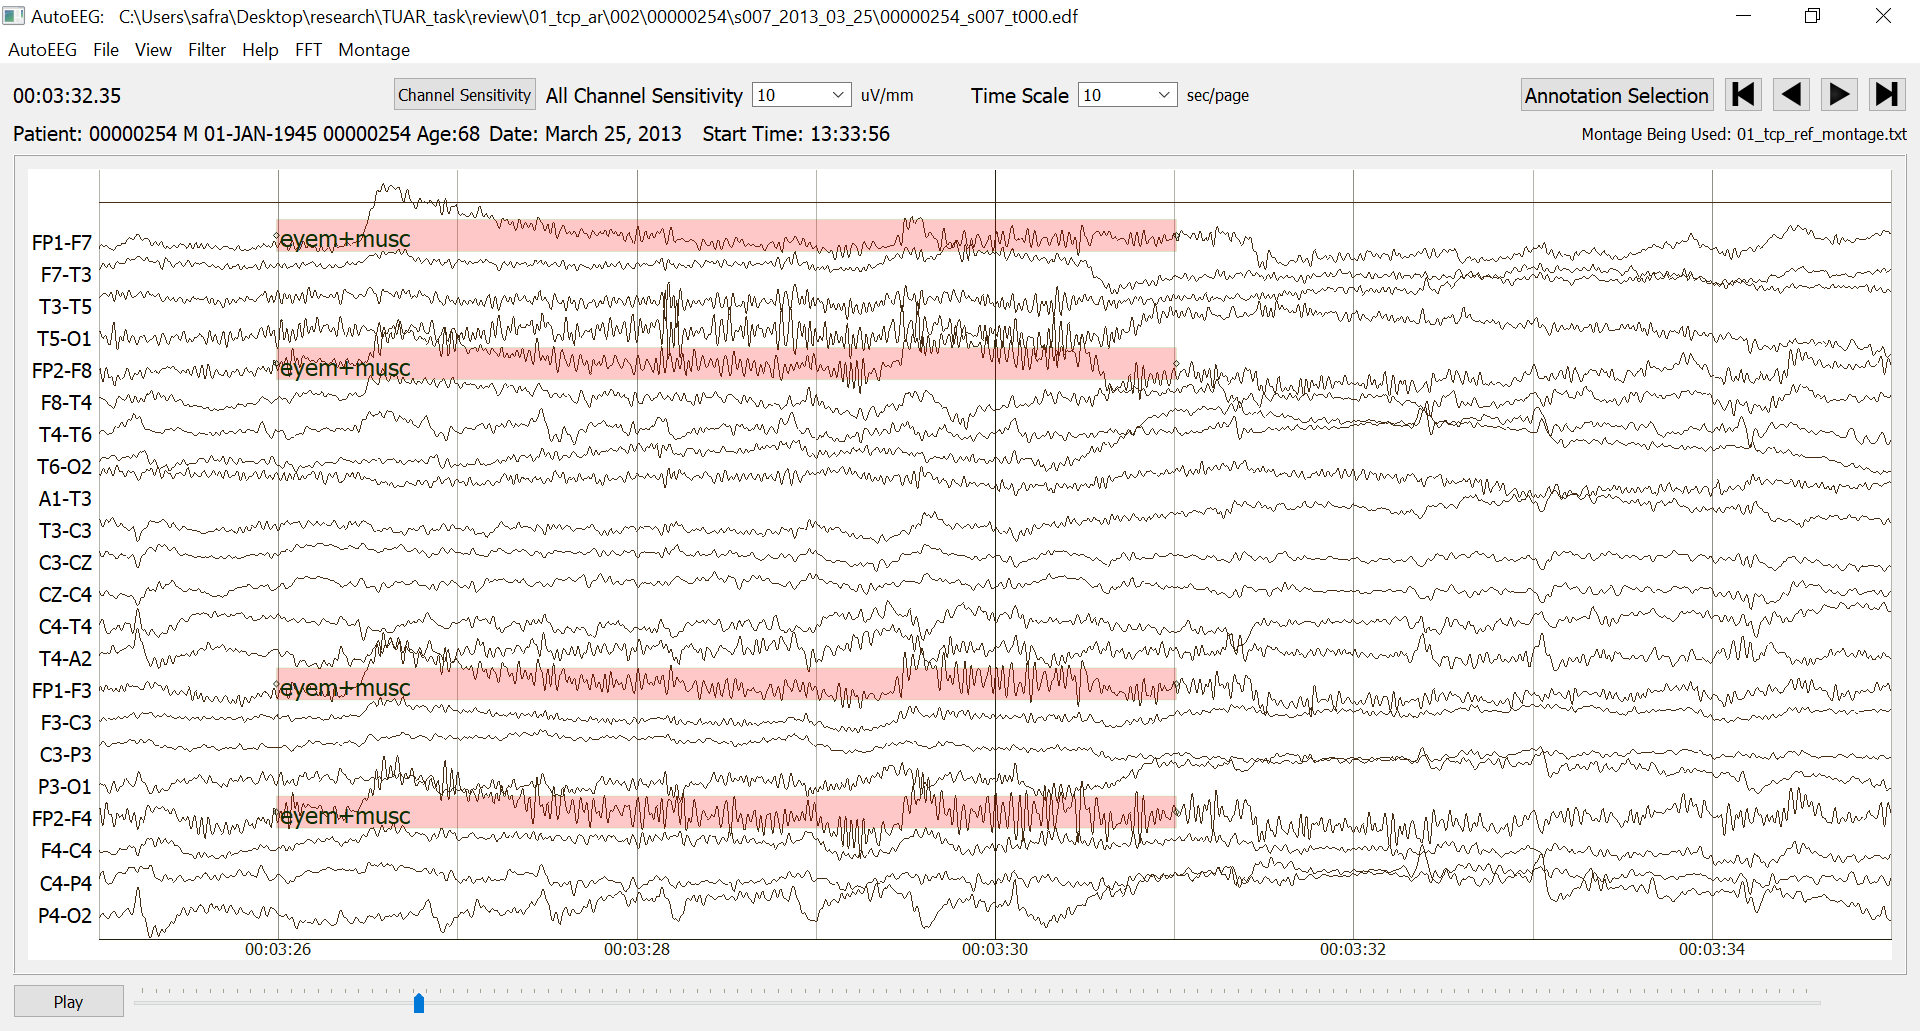 AutoEEG: C:\Users\safra\Desktop\research\TUAR_task\review\01_tcp_ar\002\00000254\s007_2013_03_25\00000254_s007_t000.edf
AutoEEG File View Filter Help FFT Montage
00:03:32.35 Channel Sensitivity All Channel Sensitivity 10 uV/mm Time Scale 10 sec/page Annotation Selection
Patient: 00000254 M 01-JAN-1945 00000254 Age:68 Date: March 25, 2013 Start Time: 13:33:56 Montage Being Used: 01_tcp_ref_montage.txt
FP1-F7 eyem+musc
F7-T3
T3-T5
T5-O1
FP2-F8 eyem+musc
F8-T4
T4-T6
T6-O2
A1-T3
T3-C3
C3-CZ
CZ-C4
C4-T4
T4-A2
FP1-F3 eyem+musc
F3-C3
C3-P3
P3-O1
FP2-F4 eyem+musc
F4-C4
C4-P4
P4-O2
00:03:26 00:03:28 00:03:30 00:03:32 00:03:34
Play